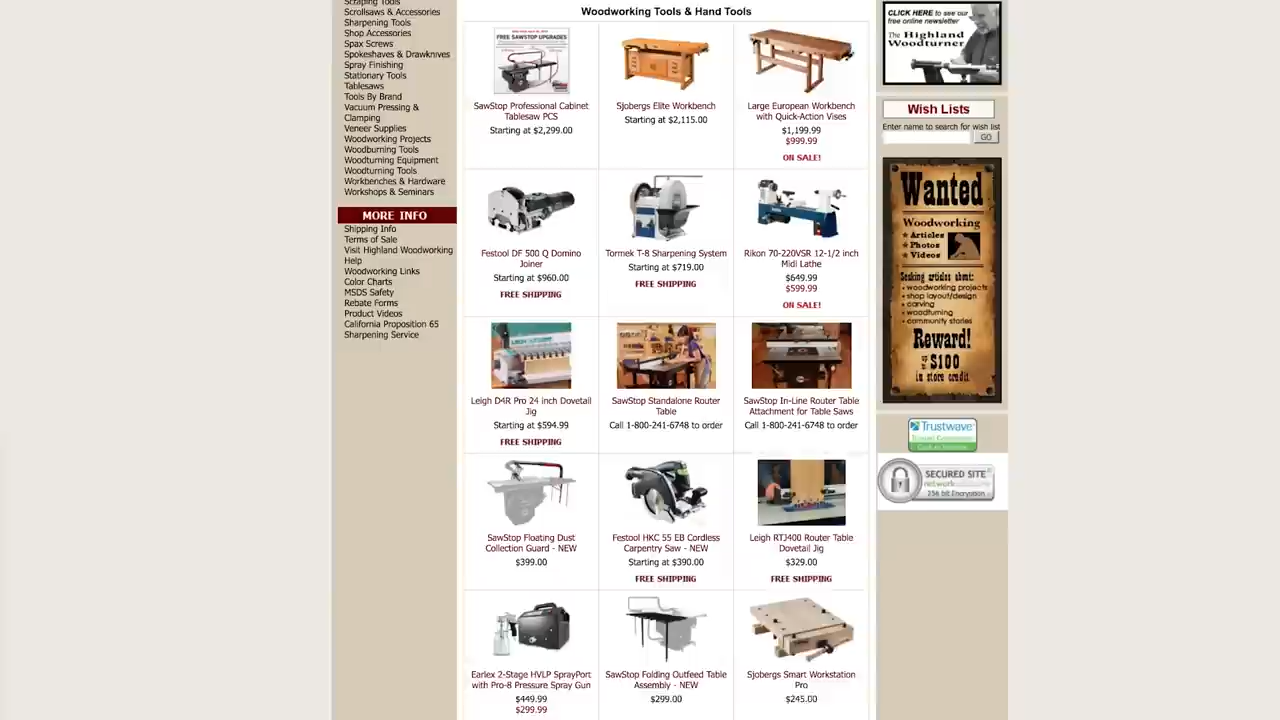 Scraping Tools
Scrollsaws & Accessories
Sharpening Tools
Shop Accessories
Spax Screws
Spokeshaves & Drawknives
Spray Finishing
Stationary Tools
Tablesaws
Tools By Brand
Vacuum Pressing &
Clamping
Veneer Supplies
Woodworking Projects
Woodburning Tools
Woodturning Equipment
Woodturning Tools
Workbenches & Hardware
Workshops & Seminars
MORE INFO
Shipping Info
Terms of Sale
Visit Highland Woodworking
Help
Woodworking Links
Color Charts
MSDS Safety
Rebate Forms
Product Videos
California Proposition 65
Sharpening Service
Woodworking Tools & Hand Tools
FREE SAWSTOP UPGRADES
SawStop Professional Cabinet
Tablesaw PCS
Starting at $2,299.00
Sjobergs Elite Workbench
Starting at $2,115.00
Large European Workbench
with Quick-Action Vises
$1,199.99
$999.99
ON SALE!
Festool DF 500 Q Domino
Joiner
Starting at $960.00
FREE SHIPPING
Tormek T-8 Sharpening System
Starting at $719.00
FREE SHIPPING
Rikon 70-220VSR 12-1/2 inch
Midi Lathe
$649.99
$599.99
ON SALE!
Leigh D4R Pro 24 inch Dovetail
Jig
Starting at $594.99
FREE SHIPPING
SawStop Standalone Router
Table
Call 1-800-241-6748 to order
SawStop In-Line Router Table
Attachment for Table Saws
Call 1-800-241-6748 to order
SawStop Floating Dust
Collection Guard - NEW
$399.00
Festool HKC 55 EB Cordless
Carpentry Saw - NEW
Starting at $390.00
FREE SHIPPING
Leigh RTJ400 Router Table
Dovetail Jig
$329.00
FREE SHIPPING
Earlex 2-Stage HVLP SprayPort
with Pro-8 Pressure Spray Gun
$449.99
$299.99
SawStop Folding Outfeed Table
Assembly - NEW
$299.00
Sjobergs Smart Workstation
Pro
$245.00
CLICK HERE to see our
free online newsletter
The Highland
Woodturner
Wish Lists
Enter name to search for wish list
GO
Wanted
Woodworking
★ Articles
★ Photos
★ Videos
Seeking articles about:
• woodworking projects
• shop layout/design
• carving
• woodturning
• community stories
Reward!
up to $100
in store credit
Trustwave
SECURED SITE
network
256 bit Encryption